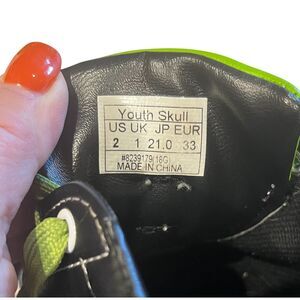 Youth Skull
US UK JP EUR
2 1 21.0 33
#8239179(18G)
MADE IN CHINA